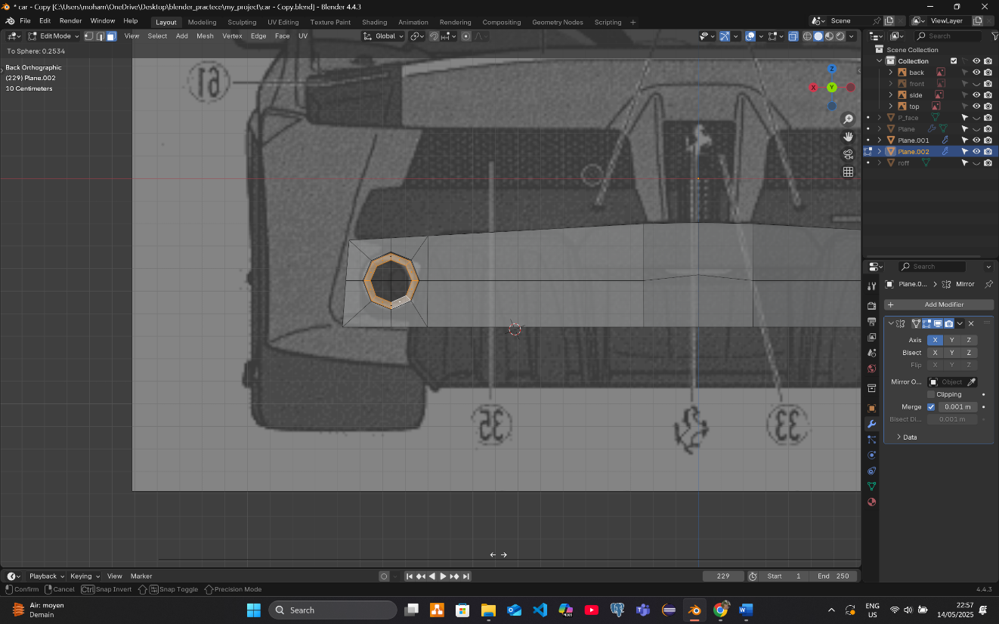 * car - Copy [C:\Users\moham\OneDrive\Desktop\blender_practece\my_project\car - Copy.blend] - Blender 4.4.3
File Edit Render Window Help
Layout Modeling Sculpting UV Editing Texture Paint Shading Animation Rendering Compositing Geometry Nodes Scripting +
Scene
ViewLayer
Edit Mode View Select Add Mesh Vertex Edge Face UV
Global
Search
To Sphere: 0.2534
Back Orthographic
(229) Plane.002
10 Centimeters
Z
X
Y
19
35
33
Scene Collection
Collection
back
front
side
top
P_face
Plane
Plane.001
Plane.002
roff
Search
Plane.0... > Mirror
+ Add Modifier
Axis X Y Z
Bisect X Y Z
Flip X Y Z
Mirror O... Object
Clipping
Merge 0.001 m
Bisect Di... 0.001 m
> Data
Playback Keying View Marker
229 Start 1 End 250
Confirm Cancel Ctrl Snap Invert Snap Toggle Precision Mode
4.4.3
Air: moyen
Demain
Search
M365
ENG
US
22:57
14/05/2025